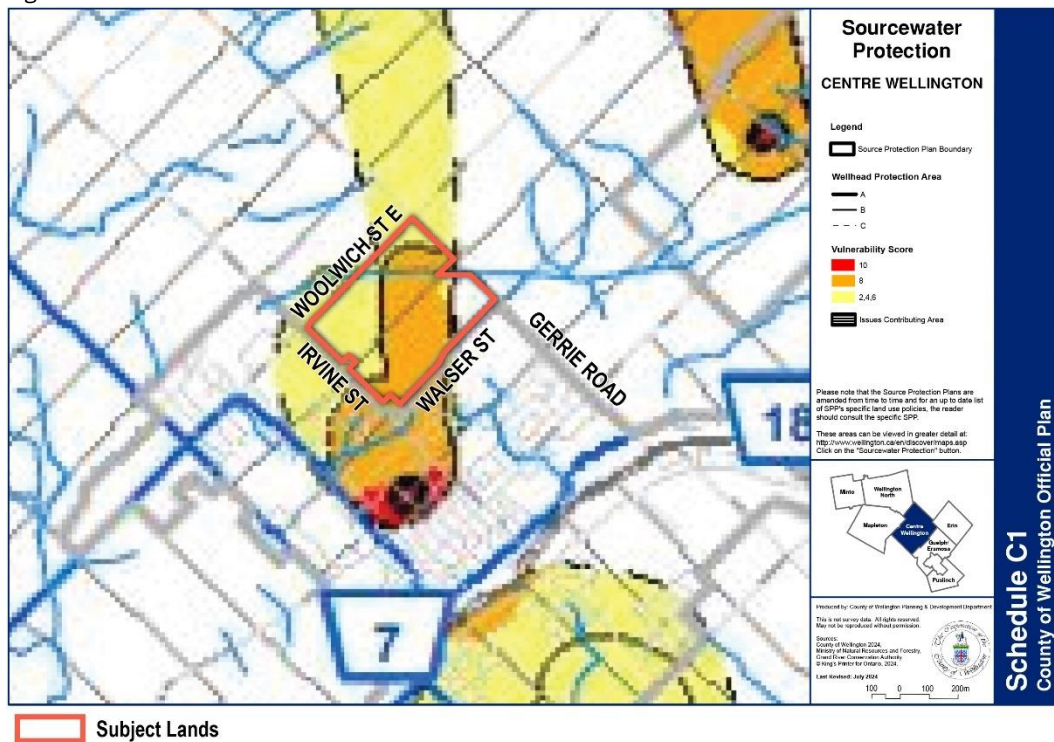 WOOLWICH ST E
IRVINE ST
WALSER ST
GERRIE ROAD
18
7
Sourcewater
Protection
CENTRE WELLINGTON
Legend
Source Protection Plan Boundary
Wellhead Protection Area
A
B
C
Vulnerability Score
10
8
2,4,6
Issues Contributing Area
Please note that the Source Protection Plans are
amended from time to time and for an up to date list
of SPP's specific land use policies, the reader
should consult the specific SPP.
These areas can be viewed in greater detail at:
http://www.wellington.ca/en/discover/maps.asp
Click on the "Sourcewater Protection" button.
Minto
Wellington
North
Mapleton
Centre
Wellington
Erin
Guelph/
Eramosa
Puslinch
Produced by: County of Wellington Planning & Development Department
This is not survey data. All rights reserved.
May not be reproduced without permission.
Sources:
County of Wellington 2024.
Ministry of Natural Resources and Forestry,
Grand River Conservation Authority
© King's Printer for Ontario, 2024.
Last Revised: July 2024
100 0 100 200m
Schedule C1
County of Wellington Official Plan
Subject Lands